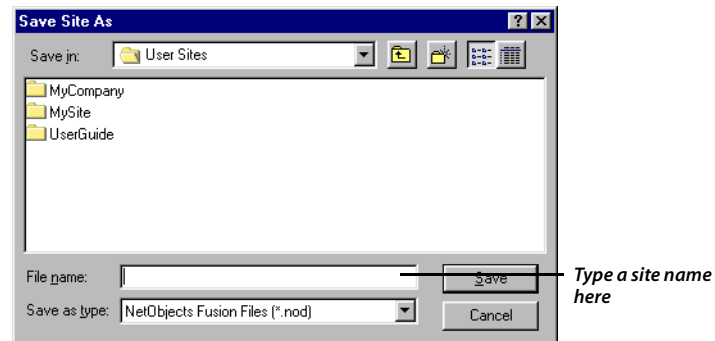 Save Site As
Save in:
User Sites
MyCompany
MySite
UserGuide
File name:
Save
Type a site name
here
Save as type:
NetObjects Fusion Files (*.nod)
Cancel